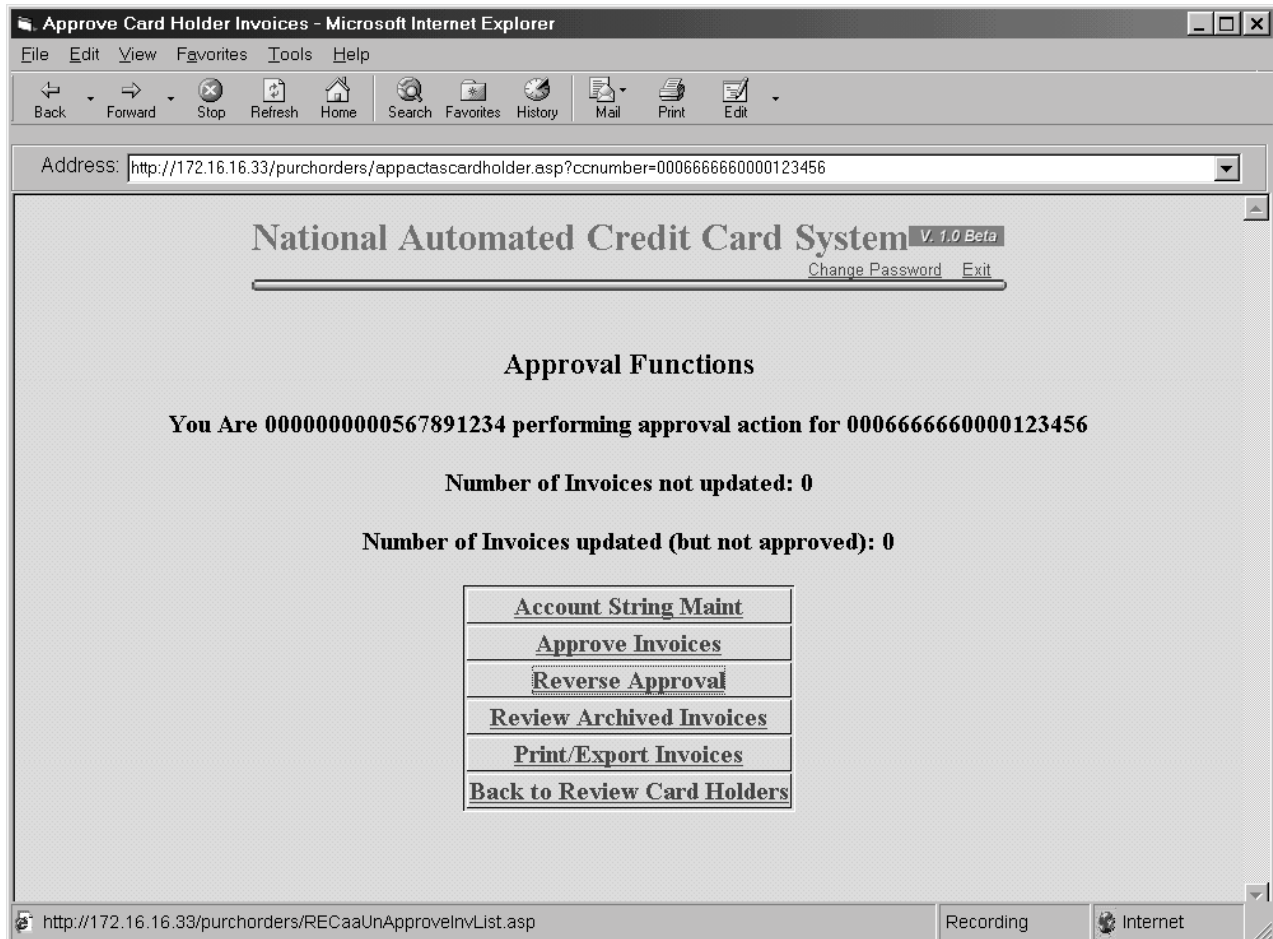 Approve Card Holder Invoices - Microsoft Internet Explorer
File Edit View Favorites Tools Help
Back Forward Stop Refresh Home Search Favorites History Mail Print Edit
Address: http://172.16.16.33/purchorders/appactascardholder.asp?ccnumber=0006666660000123456
National Automated Credit Card System V. 1.0 Beta
Change Password Exit
Approval Functions
You Are 0000000000567891234 performing approval action for 0006666660000123456
Number of Invoices not updated: 0
Number of Invoices updated (but not approved): 0
Account String Maint
Approve Invoices
Reverse Approval
Review Archived Invoices
Print/Export Invoices
Back to Review Card Holders
http://172.16.16.33/purchorders/RECaaUnApproveInvList.asp Recording Internet